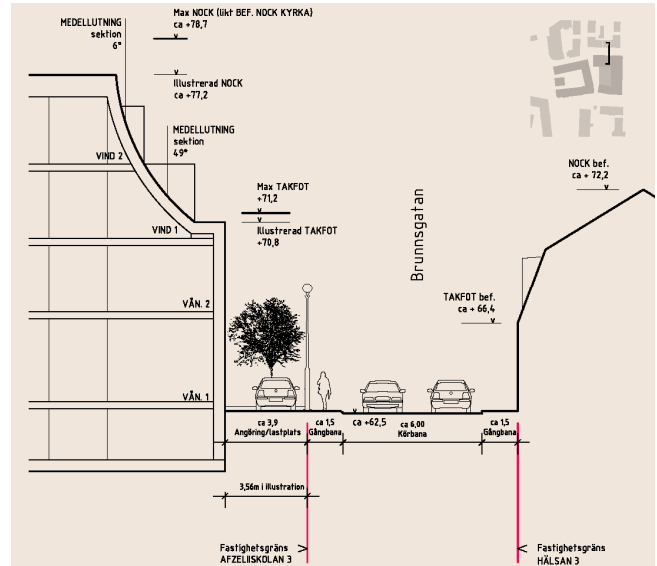 MEDELLUTNING
sektion
6°
Max NOCK (likt BEF. NOCK KYRKA)
ca +78,7
Illustrerad NOCK
ca +77,2
MEDELLUTNING
sektion
49°
VIND 2
NOCK bef.
ca + 72,2
Max TAKFOT
+71,2
Illustrerad TAKFOT
+70,8
VIND 1
Brunnsgatan
TAKFOT bef.
ca + 66,4
VÅN. 2
VÅN. 1
ca 3,9
Angöring/lastplats
ca 1,5
Gångbana
ca +62,5
ca 6,00
Körbana
ca 1,5
Gångbana
3,56m i illustration
Fastighetsgräns
AFZELIISKOLAN 3
Fastighetsgräns
HÄLSAN 3